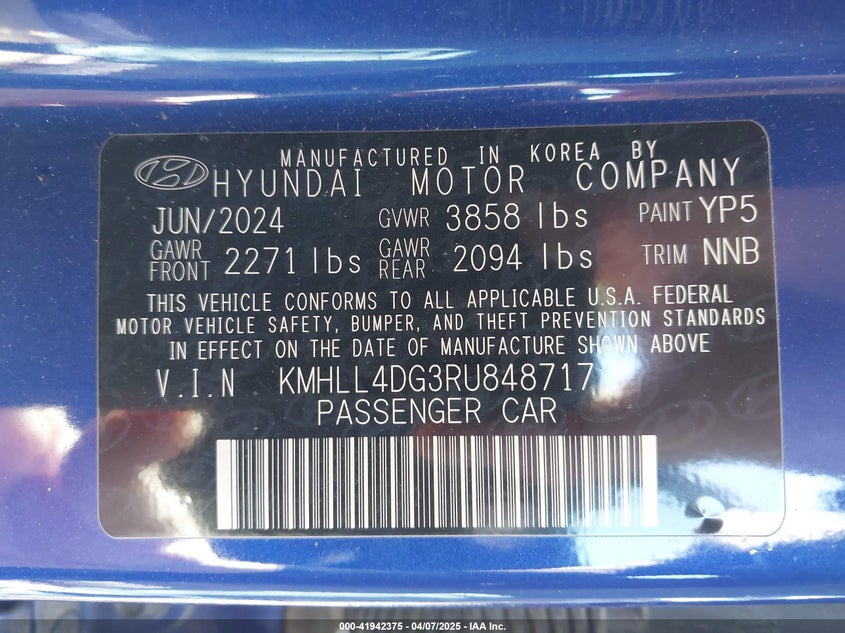 MANUFACTURED IN KOREA BY
HYUNDAI MOTOR COMPANY
JUN/2024 GVWR 3858 lbs PAINT YP5
GAWR FRONT 2271 lbs GAWR REAR 2094 lbs TRIM NNB
THIS VEHICLE CONFORMS TO ALL APPLICABLE U.S.A. FEDERAL
MOTOR VEHICLE SAFETY, BUMPER, AND THEFT PREVENTION STANDARDS
IN EFFECT ON THE DATE OF MANUFACTURE SHOWN ABOVE
V.I.N KMHLL4DG3RU848717
PASSENGER CAR
000-41942375 - 04/07/2025 - IAA Inc.